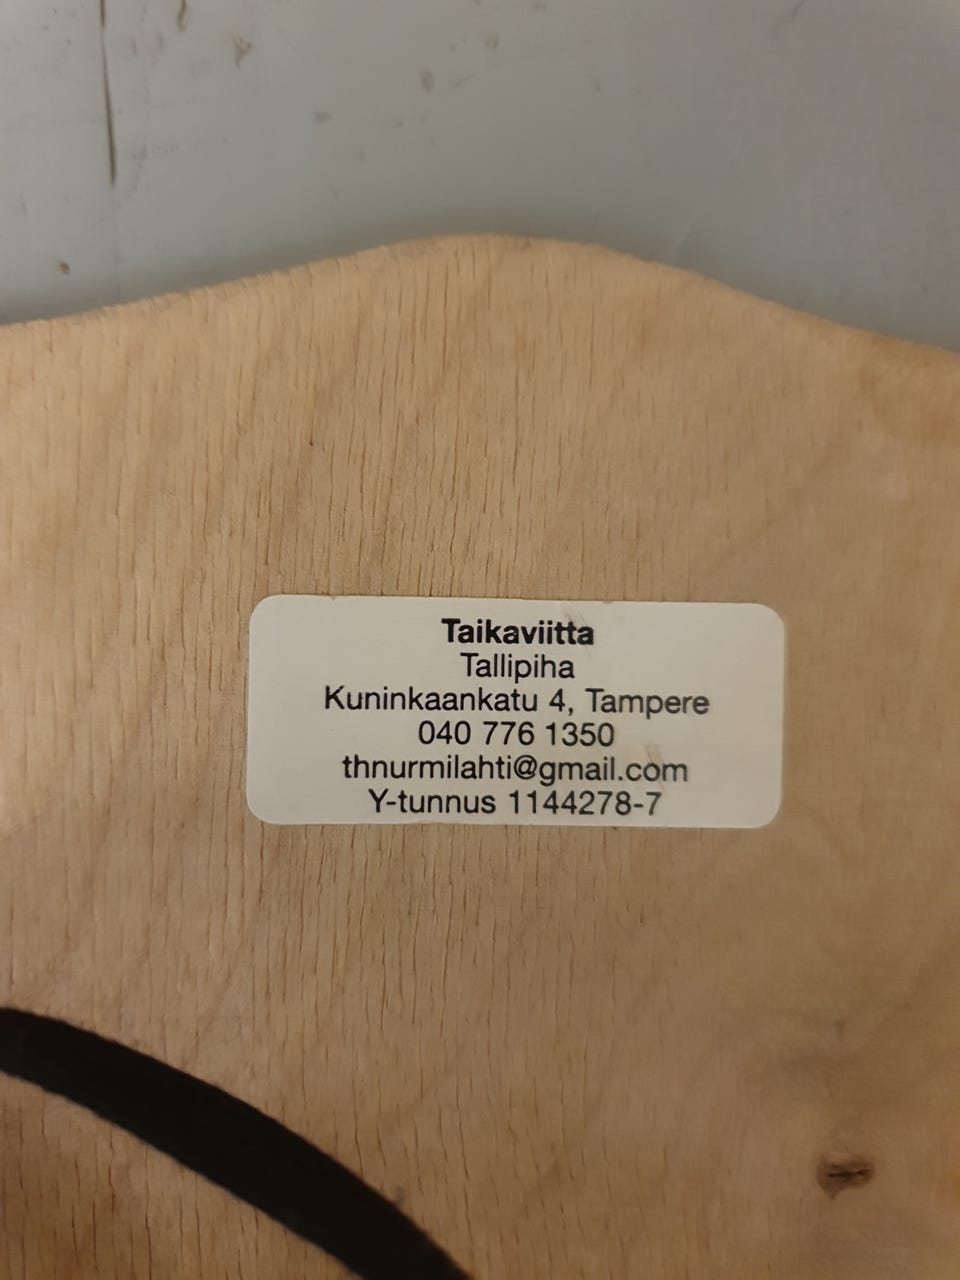 Taikaviitta
Tallipiha
Kuninkaankatu 4, Tampere
040 776 1350
thnurmilahti@gmail.com
Y-tunnus 1144278-7